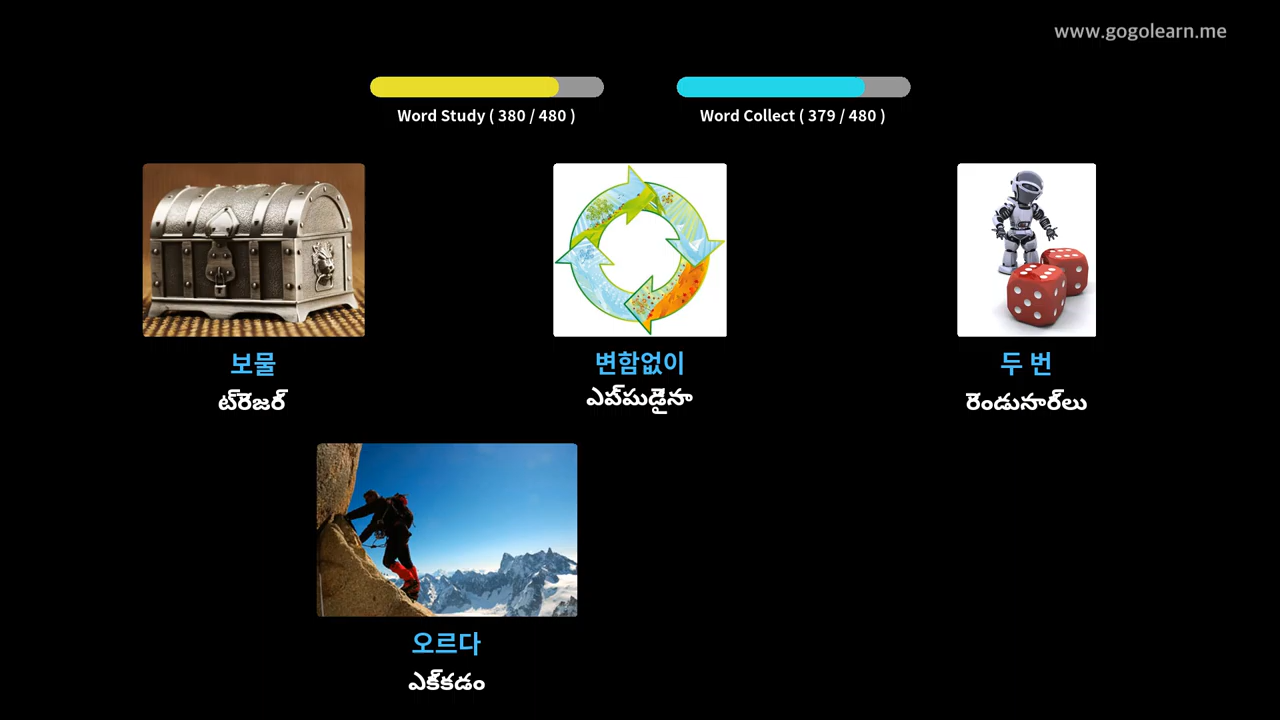 www.gogolearn.me
Word Study ( 380 / 480 )
Word Collect ( 379 / 480 )
보물
변함없이
두 번
ట్రెజర్
ఎప్పుడైనా
రెండుసార్లు
오르다
ఎక్కడం